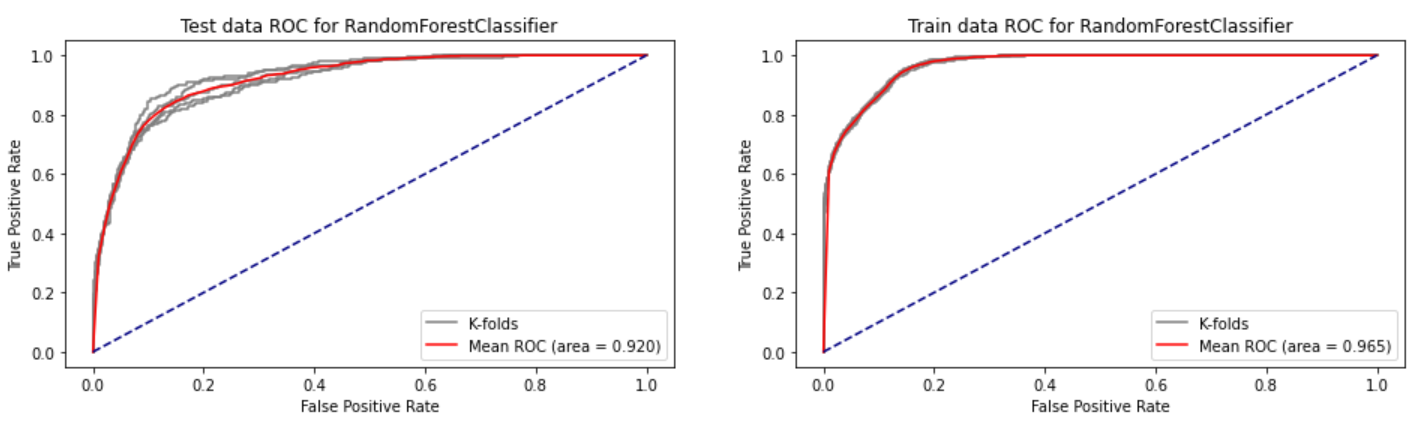 Test data ROC for RandomForestClassifier
1.0
0.8
0.6
0.4
0.2
0.0
True Positive Rate
K-folds
Mean ROC (area = 0.920)
0.0 0.2 0.4 0.6 0.8 1.0
False Positive Rate
Train data ROC for RandomForestClassifier
1.0
0.8
0.6
0.4
0.2
0.0
True Positive Rate
K-folds
Mean ROC (area = 0.965)
0.0 0.2 0.4 0.6 0.8 1.0
False Positive Rate